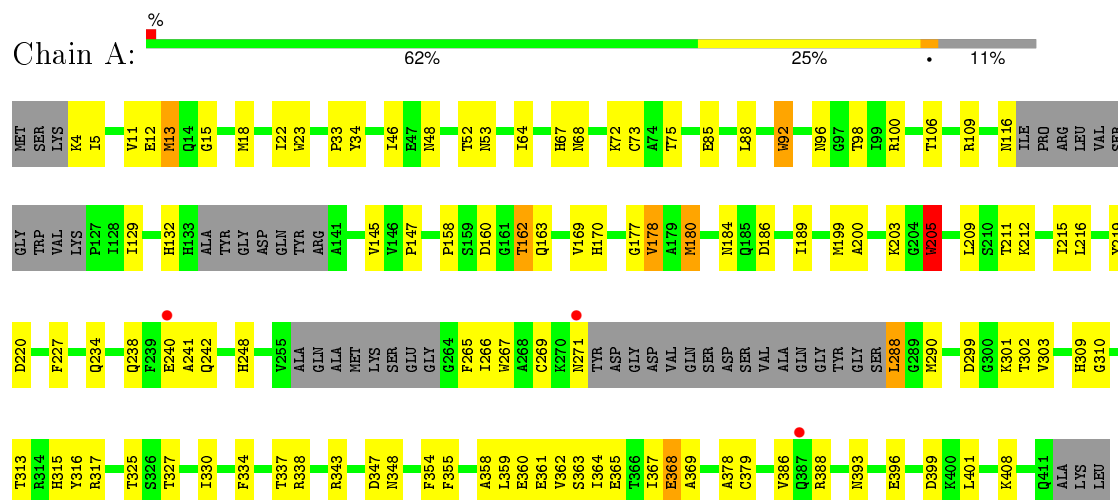 %
Chain A:
62% 25% • 11%
MET SER LYS K4 I5 V11 E12 M13 Q14 G15 M18 I22 W23 P33 Y34 I46 E47 N48 T52 N53 I64 H67 N68 K72 C73 A74 T75 E85 L88 W92 N96 G97 T98 I99 R100 T106 R109 N116 ILE PRO ARG LEU VAL SER
GLY TRP VAL LYS P127 I128 I129 H132 H133 ALA TYR GLY ASP GLN TYR ARG A141 V145 V146 P147 P158 S159 D160 G161 T162 Q163 V169 H170 G177 V178 A179 M180 N184 Q185 D186 I189 M199 A200 K203 G204 W205 L209 S210 T211 K212 I215 L216 Y219
D220 F227 Q234 Q238 F239 E240 A241 Q242 H248 V255 ALA GLN ALA MET LYS SER GLU GLY G264 F265 I266 W267 A268 C269 K270 N271 TYR ASP GLY ASP VAL GLN SER ASP SER VAL ALA GLN GLY TYR GLY SER L288 G289 M290 D299 G300 K301 T302 V303 H309 G310
T313 R314 H315 Y316 R317 T325 S326 T327 I330 F334 T337 R338 R343 D347 N348 F354 F355 A358 L359 E360 E361 V362 S363 I364 E365 T366 I367 E368 A369 A378 C379 V386 Q387 R388 N393 E396 D399 K400 L401 K408 Q411 ALA LYS LEU